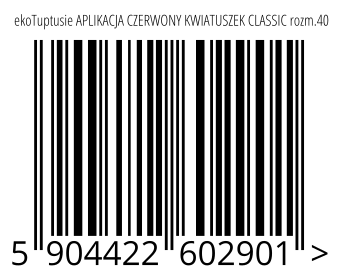 ekoTuptusie APLIKACJA CZERWONY KWIATUSZEK CLASSIC rozm.40
5 904422 602901 >